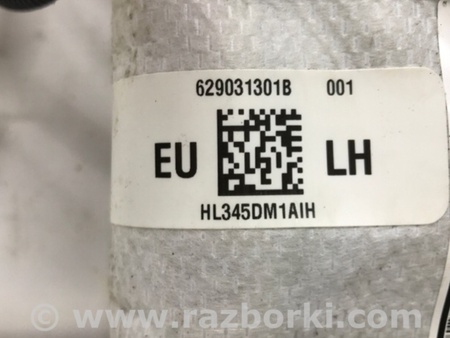 629031301B 001
EU LH
HL345DM1AIH
© www.razborki.com